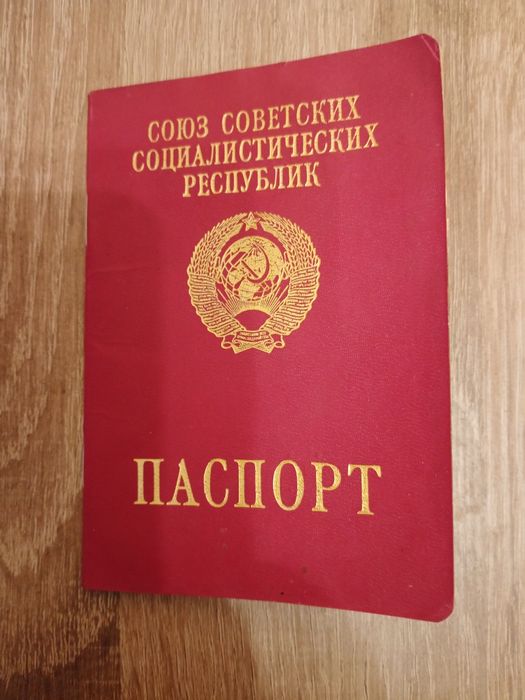 СОЮЗ СОВЕТСКИХ
СОЦИАЛИСТИЧЕСКИХ
РЕСПУБЛИК
ПАСПОРТ